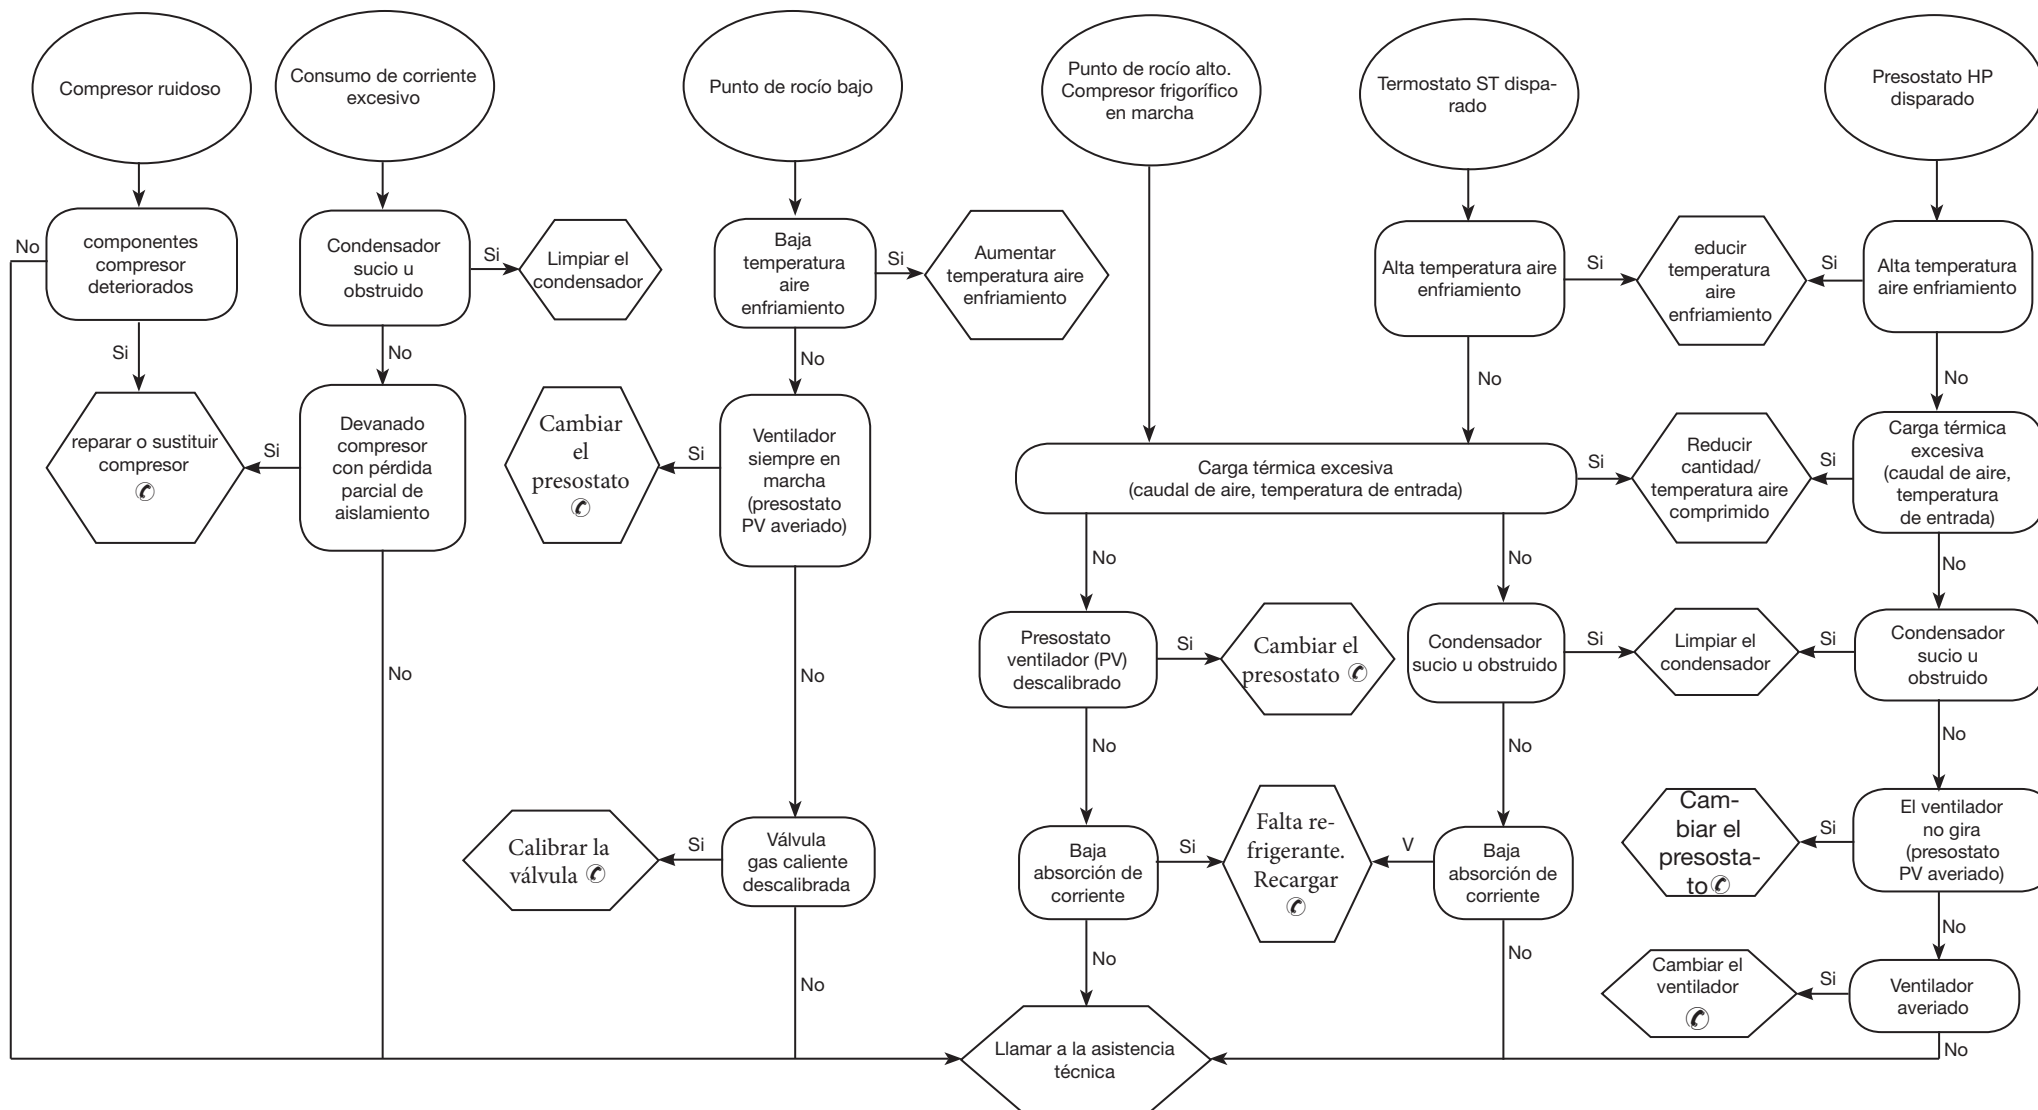 Compresor ruidoso
Consumo de corriente
excesivo
Punto de rocío bajo
Punto de rocío alto.
Compresor frigorífico
en marcha
Termostato ST dispa-
rado
Presostato HP
disparado
No
componentes
compresor
deteriorados
Condensador
sucio u
obstruido
Si
Limpiar el
condensador
Baja
temperatura
aire
enfriamiento
Si
Aumentar
temperatura aire
enfriamiento
Alta temperatura aire
enfriamiento
Si
educir
temperatura
aire
enfriamiento
Si
Alta temperatura
aire enfriamiento
Si
No
No
No
No
reparar o sustituir
compresor
Si
Devanado
compresor
con pérdida
parcial de
aislamiento
Cambiar
el
presostato
Si
Ventilador
siempre en
marcha
(presostato
PV averiado)
Carga térmica excesiva
(caudal de aire, temperatura de entrada)
Si
Reducir
cantidad/
temperatura aire
comprimido
Si
Carga térmica
excesiva
(caudal de aire,
temperatura
de entrada)
No
No
No
No
No
Presostato
ventilador (PV)
descalibrado
Si
Cambiar el
presostato
Condensador
sucio u obstruido
Si
Limpiar el
condensador
Si
Condensador
sucio u
obstruido
No
No
No
Calibrar la
válvula
Si
Válvula
gas caliente
descalibrada
Baja
absorción de
corriente
Si
Falta re-
frigerante.
Recargar
V
Baja
absorción de
corriente
Cam-
biar el
presosta-
to
Si
El ventilador
no gira
(presostato
PV averiado)
No
No
No
No
Cambiar el
ventilador
Si
Ventilador
averiado
No
Llamar a la asistencia
técnica